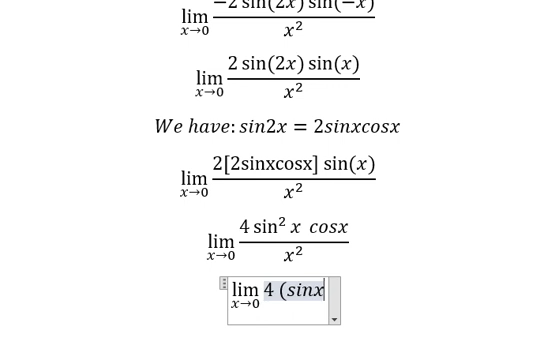 lim x→0 −2 sin(2x) sin(−x) / x²
lim x→0 2 sin(2x) sin(x) / x²
We have: sin2x = 2sinxcosx
lim x→0 2[2sinxcosx] sin(x) / x²
lim x→0 4 sin² x cosx / x²
lim x→0 4 (sinx